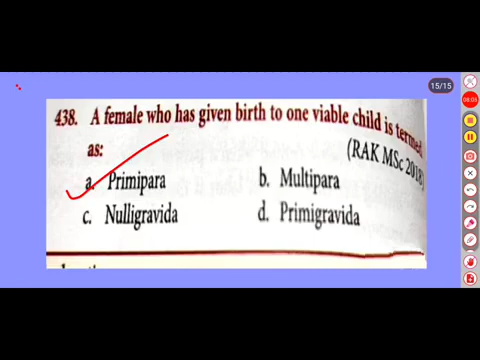 15/15
08:05
438. A female who has given birth to one viable child is termed
as:
(RAK MSc 2018)
a. Primipara b. Multipara
c. Nulligravida d. Primigravida